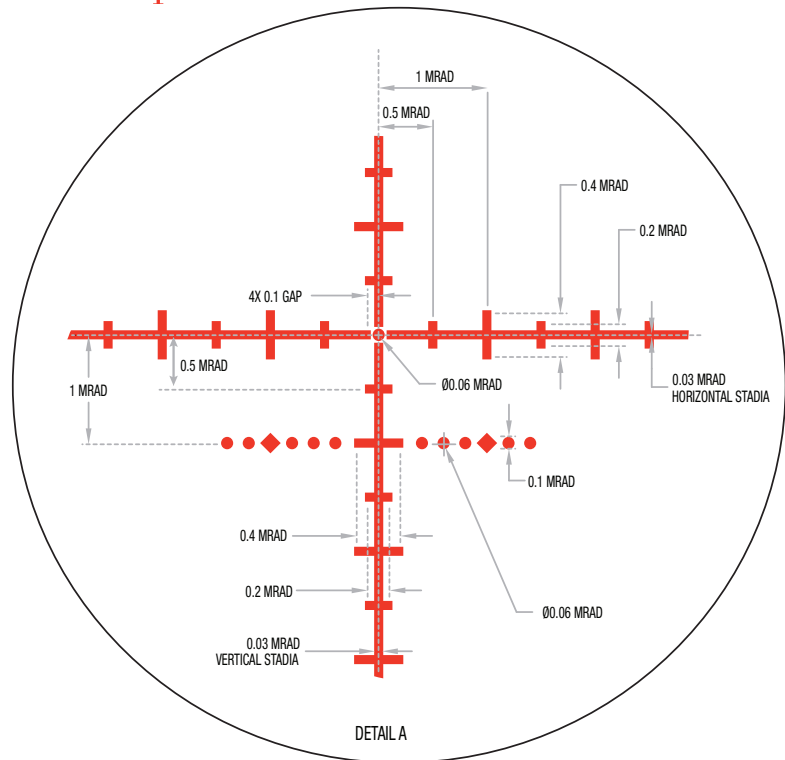 1 MRAD
0.5 MRAD
0.4 MRAD
0.2 MRAD
4X 0.1 GAP
0.5 MRAD
1 MRAD
Ø0.06 MRAD
0.03 MRAD
HORIZONTAL STADIA
0.1 MRAD
0.4 MRAD
0.2 MRAD
Ø0.06 MRAD
0.03 MRAD
VERTICAL STADIA
DETAIL A